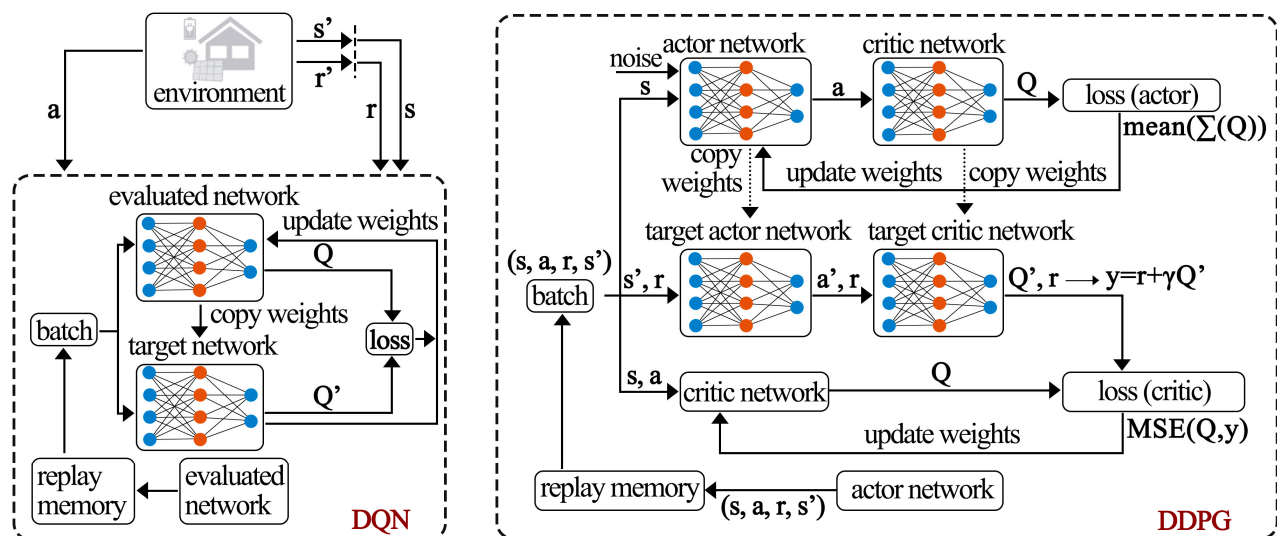 s’
r’
environment
a
r
s
evaluated network
update weights
Q
batch
copy weights
loss
target network
Q’
replay
memory
evaluated
network
DQN
actor network
critic network
noise
s
a
Q
loss (actor)
mean(∑(Q))
copy
weights
update weights
copy weights
target actor network
target critic network
(s, a, r, s’)
batch
s’, r
a’, r
Q’, r
y=r+γQ’
s, a
critic network
Q
loss (critic)
MSE(Q,y)
update weights
replay memory
(s, a, r, s’)
actor network
DDPG